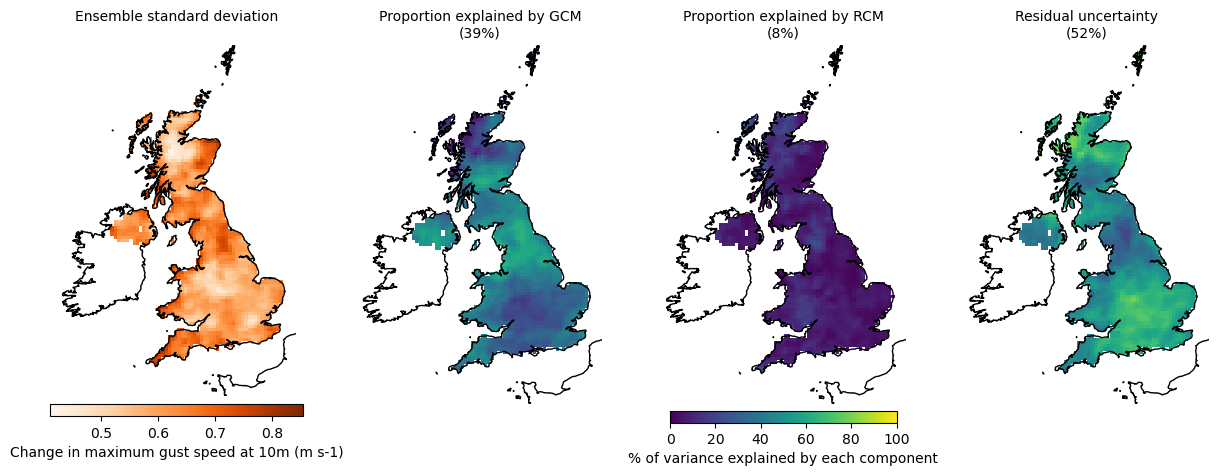 Ensemble standard deviation
Proportion explained by GCM
(39%)
Proportion explained by RCM
(8%)
Residual uncertainty
(52%)
0.5 0.6 0.7 0.8
Change in maximum gust speed at 10m (m s-1)
0 20 40 60 80 100
% of variance explained by each component